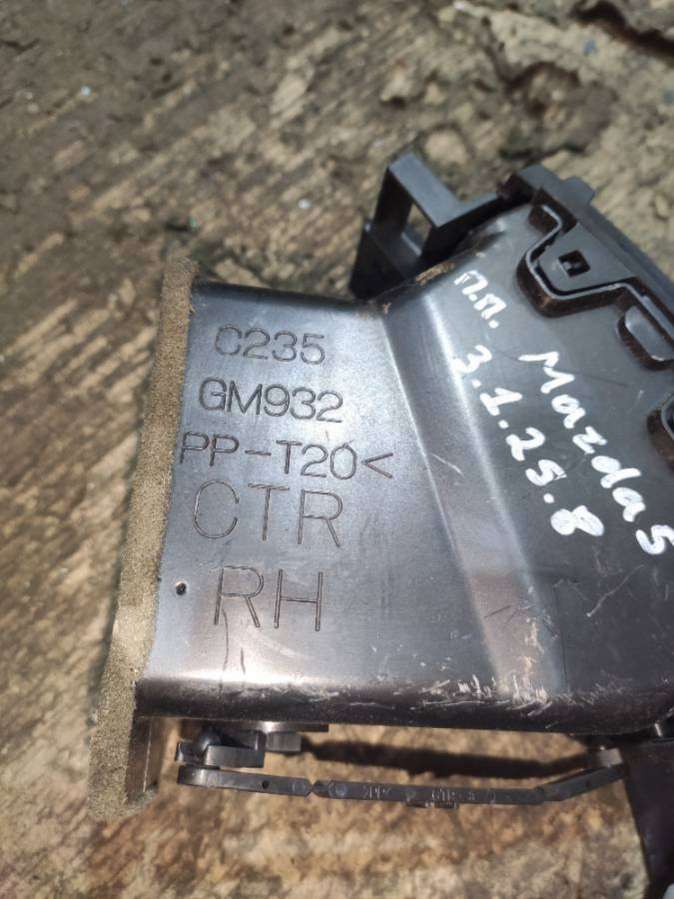 C235
GM932
PP-T20<
CTR
RH
п.п. Mazda5
3.1.25.8